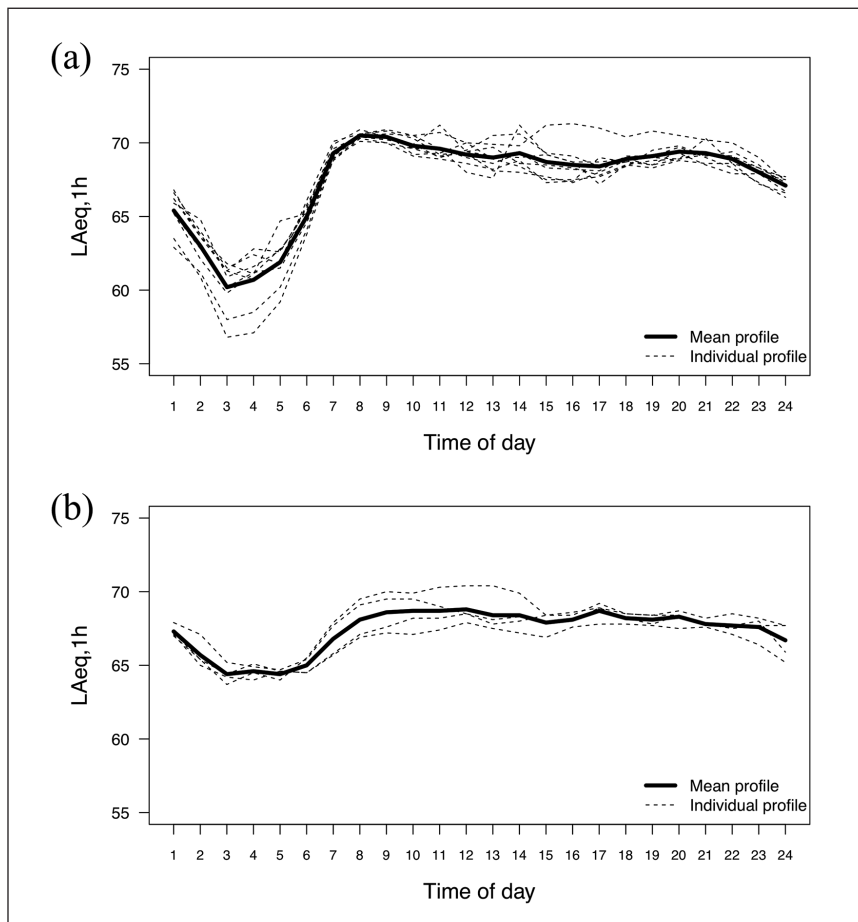 (a)
75
70
65
60
55
LAeq,1h
Mean profile
Individual profile
1 2 3 4 5 6 7 8 9 10 11 12 13 14 15 16 17 18 19 20 21 22 23 24
Time of day
(b)
75
70
65
60
55
LAeq,1h
Mean profile
Individual profile
1 2 3 4 5 6 7 8 9 10 11 12 13 14 15 16 17 18 19 20 21 22 23 24
Time of day